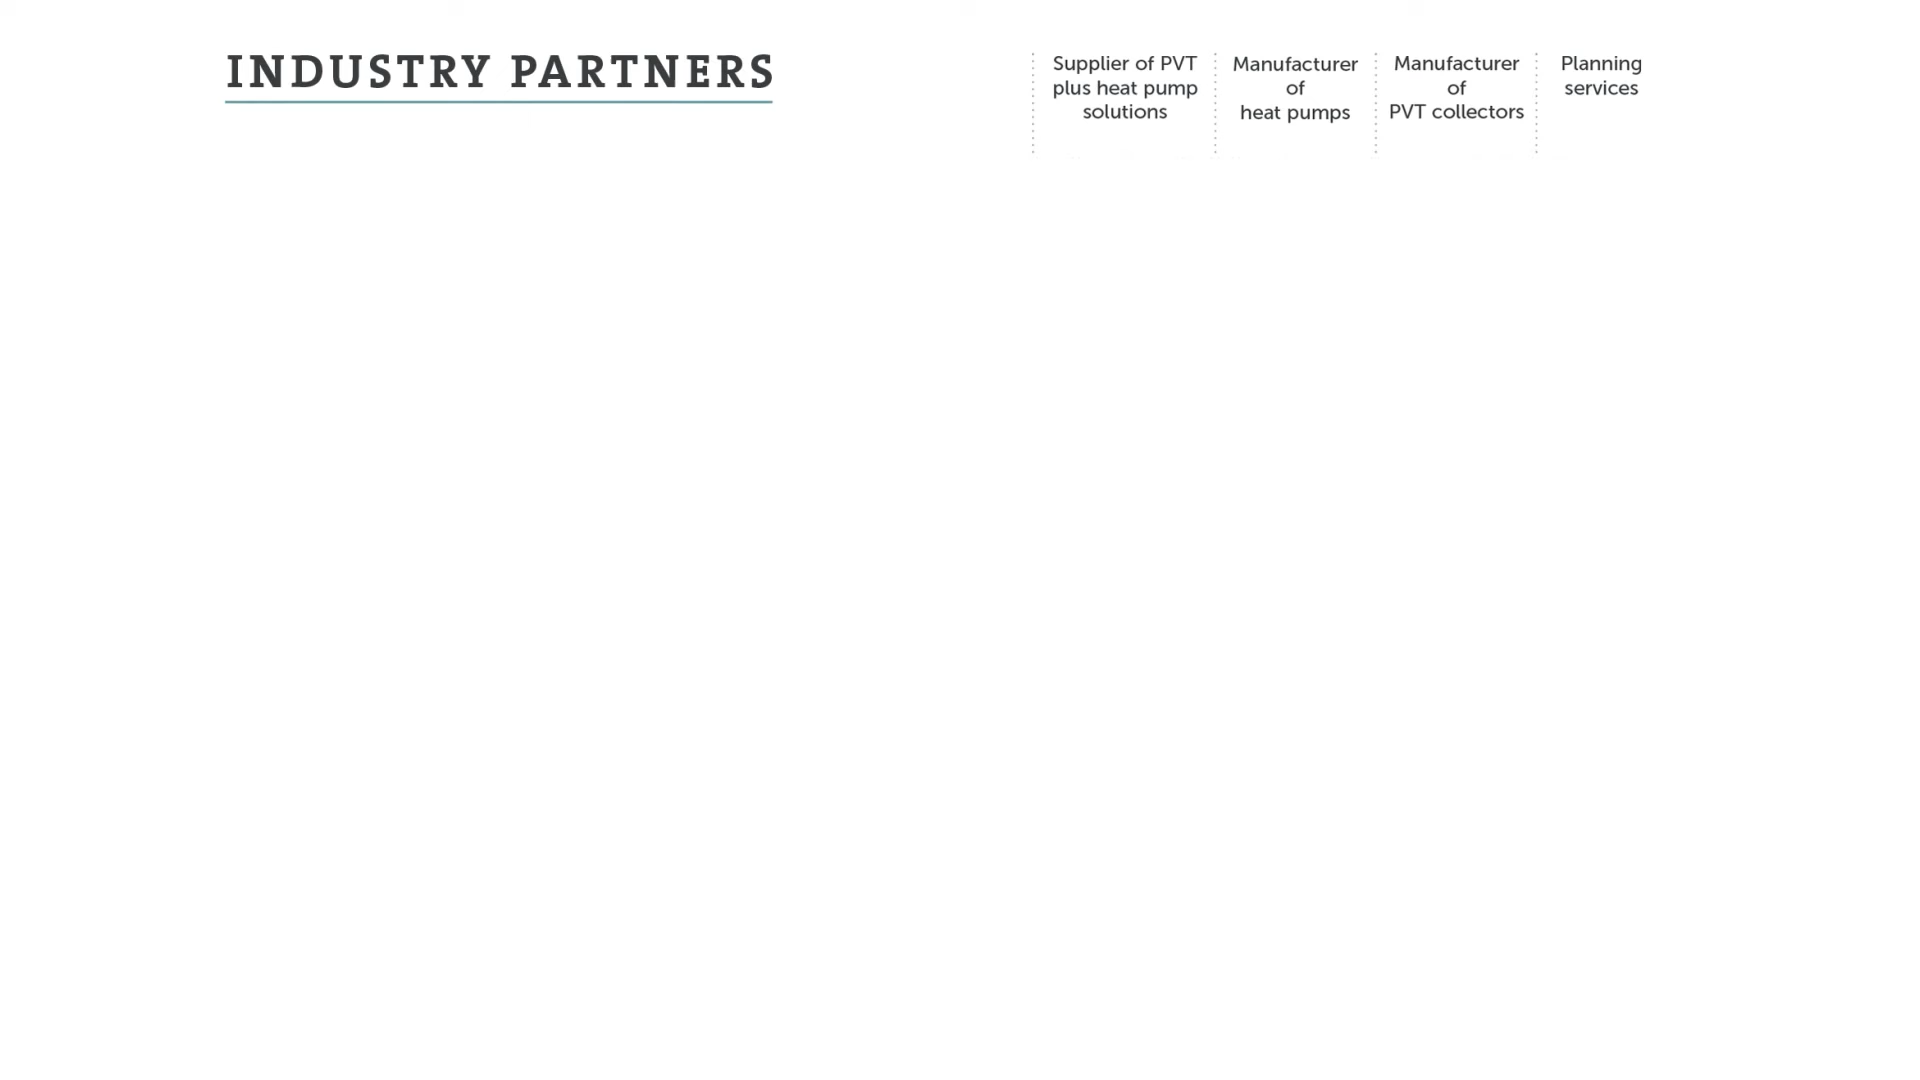 INDUSTRY PARTNERS
Supplier of PVT
plus heat pump
solutions
Manufacturer
of
heat pumps
Manufacturer
of
PVT collectors
Planning
services